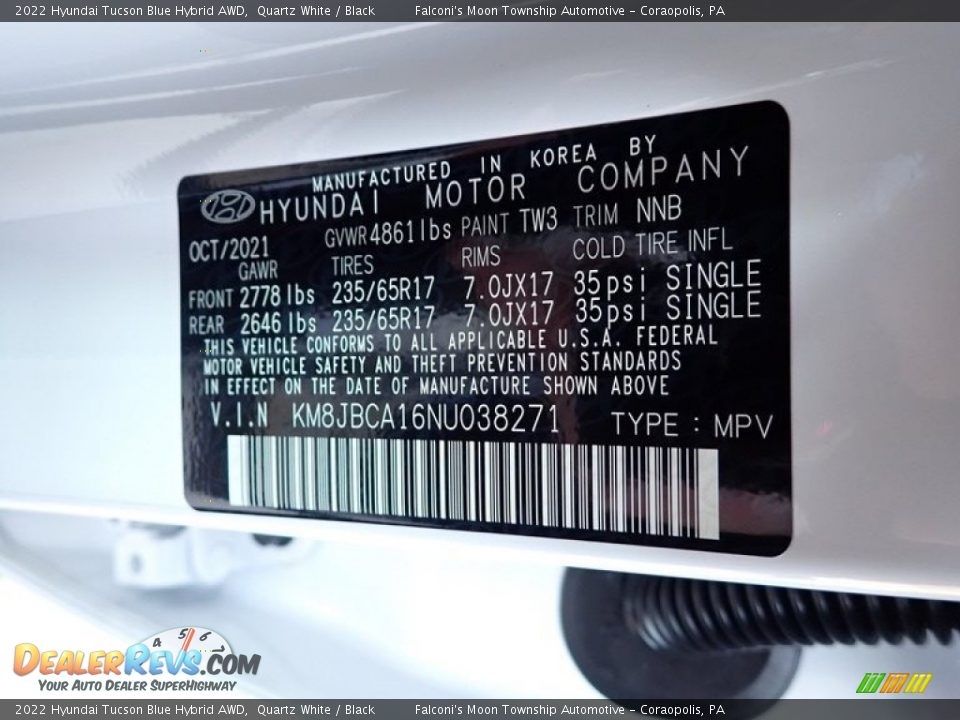 2022 Hyundai Tucson Blue Hybrid AWD, Quartz White / Black Falconi's Moon Township Automotive - Coraopolis, PA
MANUFACTURED IN KOREA BY
HYUNDAI MOTOR COMPANY
OCT/2021 GVWR 4861lbs PAINT TW3 TRIM NNB
GAWR TIRES RIMS COLD TIRE INFL
FRONT 2778 lbs 235/65R17 7.0JX17 35psi SINGLE
REAR 2646 lbs 235/65R17 7.0JX17 35psi SINGLE
THIS VEHICLE CONFORMS TO ALL APPLICABLE U.S.A. FEDERAL
MOTOR VEHICLE SAFETY AND THEFT PREVENTION STANDARDS
IN EFFECT ON THE DATE OF MANUFACTURE SHOWN ABOVE
V.I.N KM8JBCA16NU038271 TYPE : MPV
4 5 6
DEALERREVS.COM
YOUR AUTO DEALER SUPERHIGHWAY
2022 Hyundai Tucson Blue Hybrid AWD, Quartz White / Black Falconi's Moon Township Automotive - Coraopolis, PA